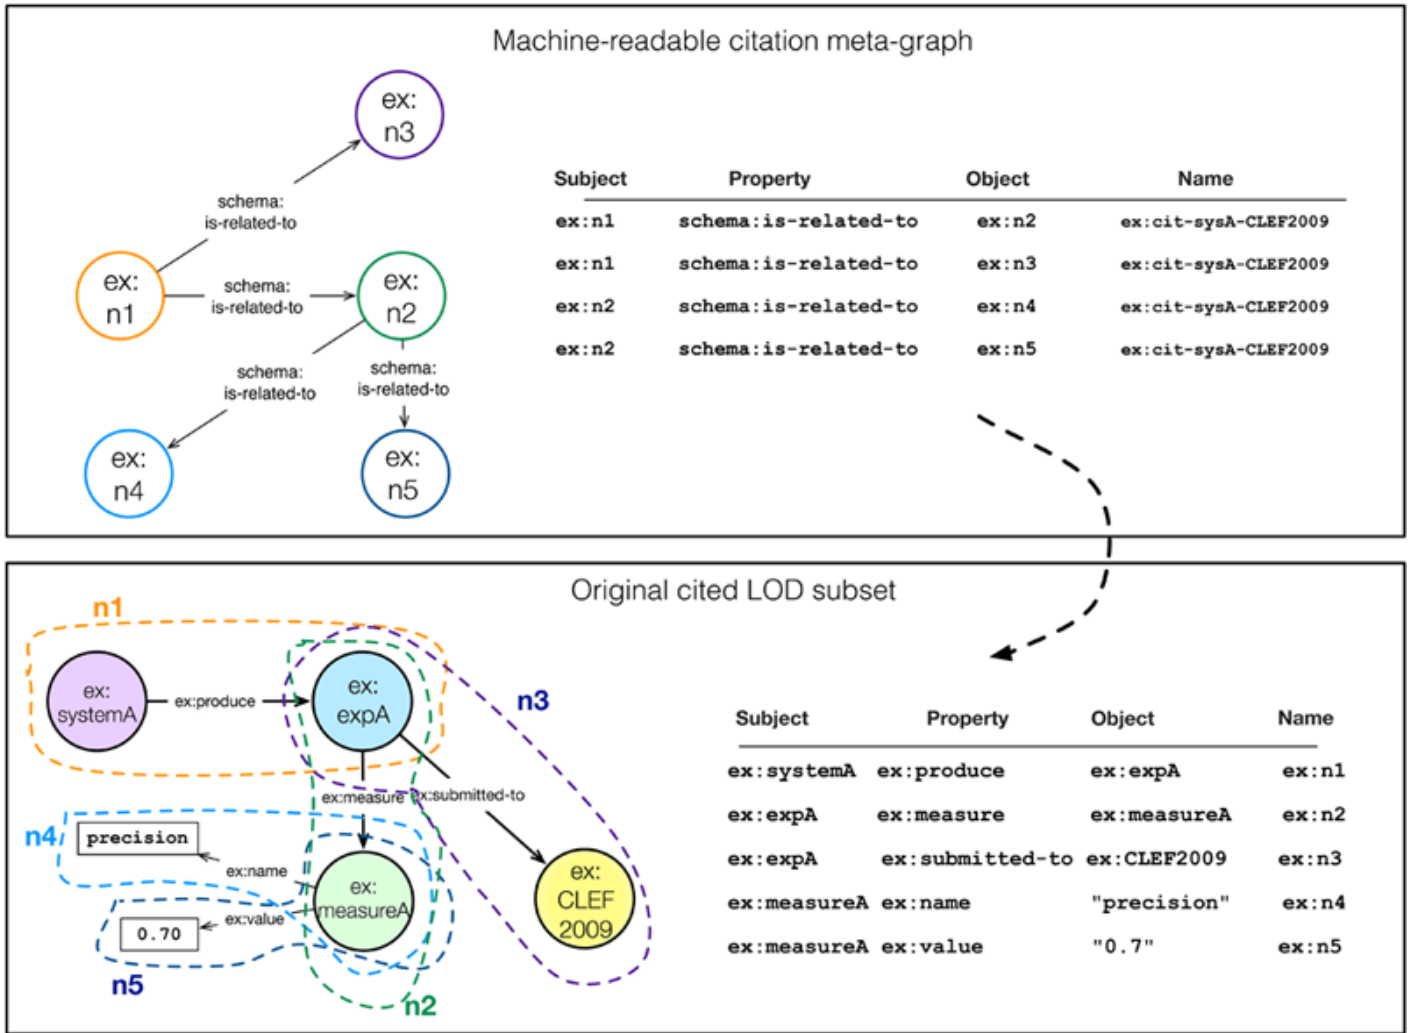 Machine-readable citation meta-graph
ex:
n3
schema:
is-related-to
ex:
n1
schema:
is-related-to
ex:
n2
schema:
is-related-to
schema:
is-related-to
ex:
n4
ex:
n5
Subject Property Object Name
ex:n1 schema:is-related-to ex:n2 ex:cit-sysA-CLEF2009
ex:n1 schema:is-related-to ex:n3 ex:cit-sysA-CLEF2009
ex:n2 schema:is-related-to ex:n4 ex:cit-sysA-CLEF2009
ex:n2 schema:is-related-to ex:n5 ex:cit-sysA-CLEF2009
Original cited LOD subset
n1
ex:
systemA
ex:produce
ex:
expA
n3
ex:measure
ex:submitted-to
n4
precision
ex:name
ex:
measureA
ex:value
0.70
ex:
CLEF
2009
n5
n2
Subject Property Object Name
ex:systemA ex:produce ex:expA ex:n1
ex:expA ex:measure ex:measureA ex:n2
ex:expA ex:submitted-to ex:CLEF2009 ex:n3
ex:measureA ex:name "precision" ex:n4
ex:measureA ex:value "0.7" ex:n5